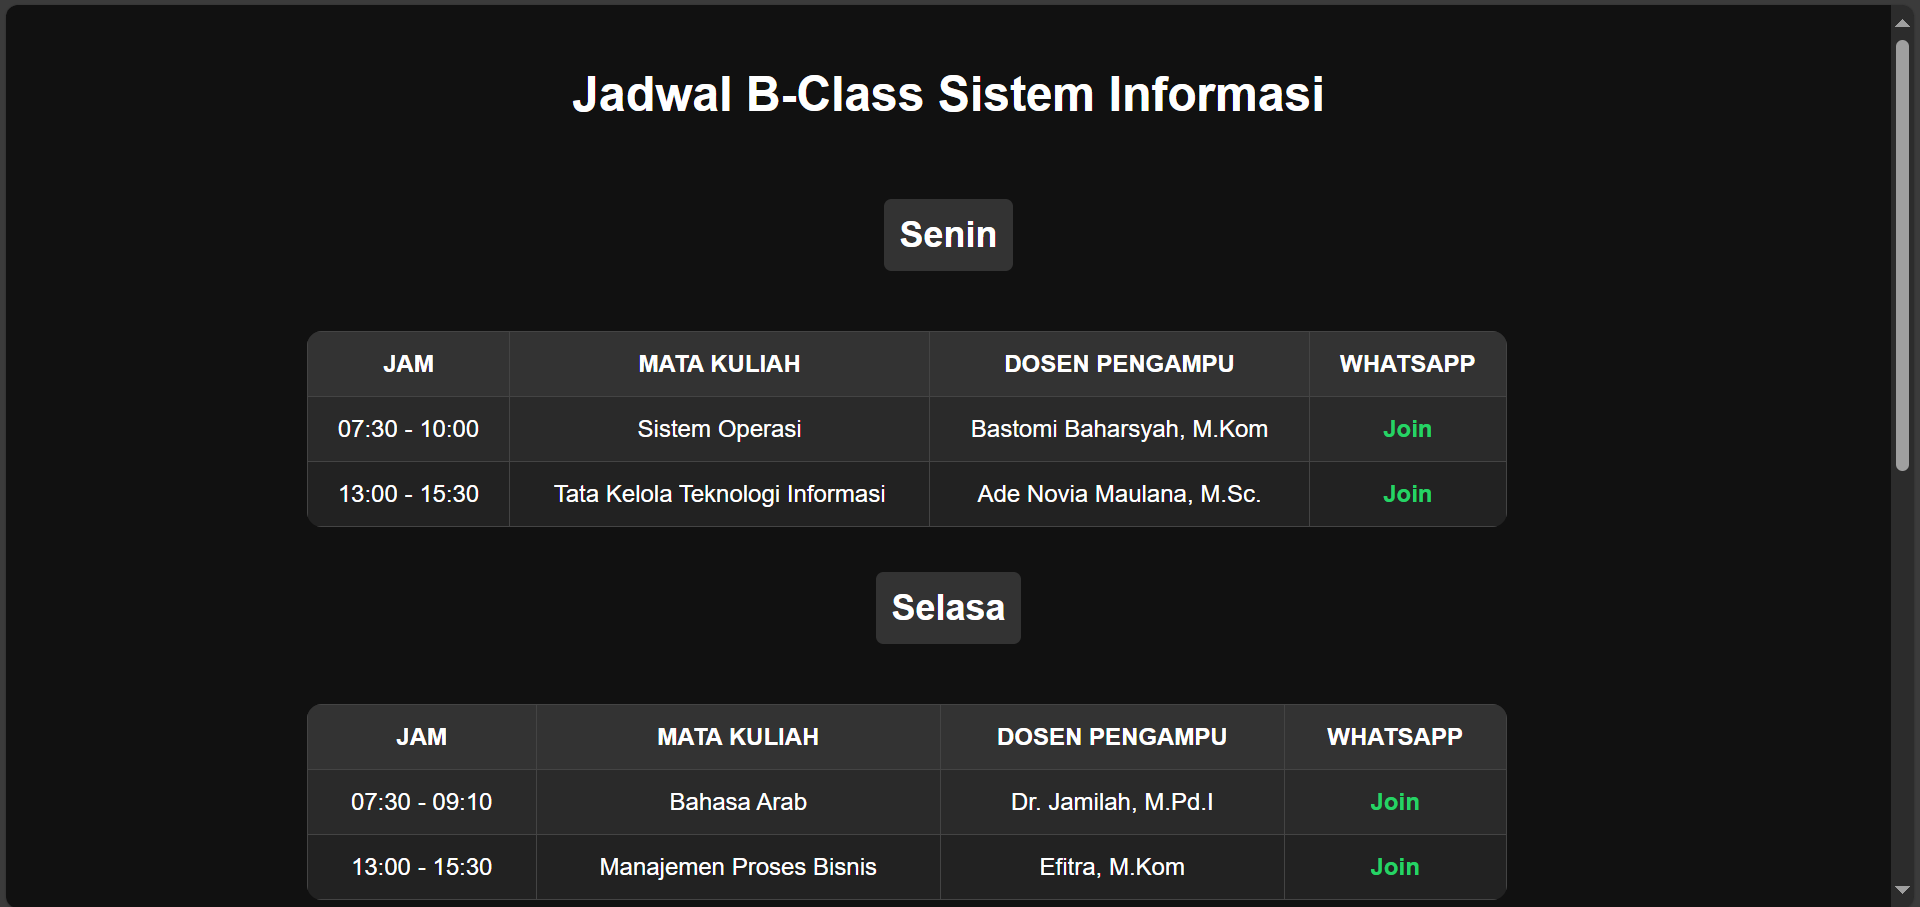 Jadwal B-Class Sistem Informasi
Senin
JAM MATA KULIAH DOSEN PENGAMPU WHATSAPP
07:30 - 10:00 Sistem Operasi Bastomi Baharsyah, M.Kom Join
13:00 - 15:30 Tata Kelola Teknologi Informasi Ade Novia Maulana, M.Sc. Join
Selasa
JAM MATA KULIAH DOSEN PENGAMPU WHATSAPP
07:30 - 09:10 Bahasa Arab Dr. Jamilah, M.Pd.I Join
13:00 - 15:30 Manajemen Proses Bisnis Efitra, M.Kom Join